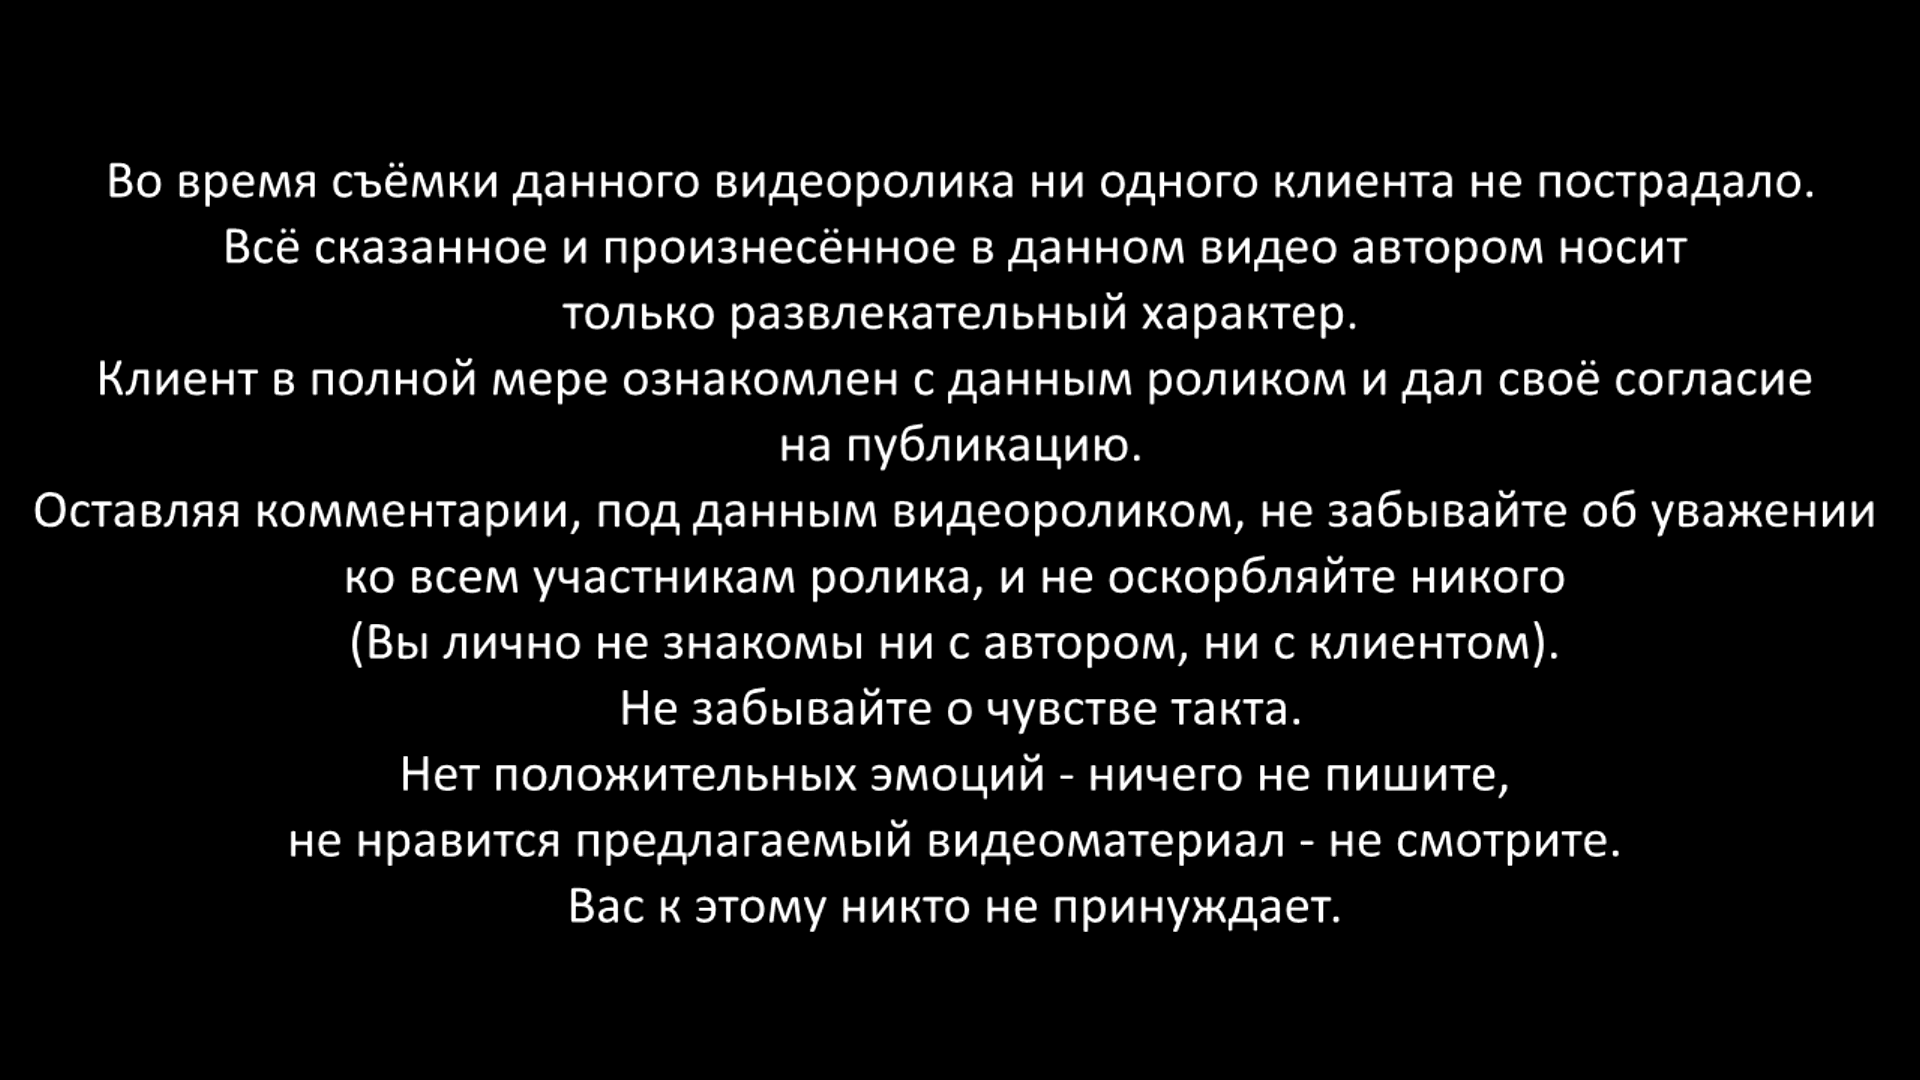 Во время съёмки данного видеоролика ни одного клиента не пострадало.
Всё сказанное и произнесённое в данном видео автором носит
только развлекательный характер.
Клиент в полной мере ознакомлен с данным роликом и дал своё согласие
на публикацию.
Оставляя комментарии, под данным видеороликом, не забывайте об уважении
ко всем участникам ролика, и не оскорбляйте никого
(Вы лично не знакомы ни с автором, ни с клиентом).
Не забывайте о чувстве такта.
Нет положительных эмоций - ничего не пишите,
не нравится предлагаемый видеоматериал - не смотрите.
Вас к этому никто не принуждает.